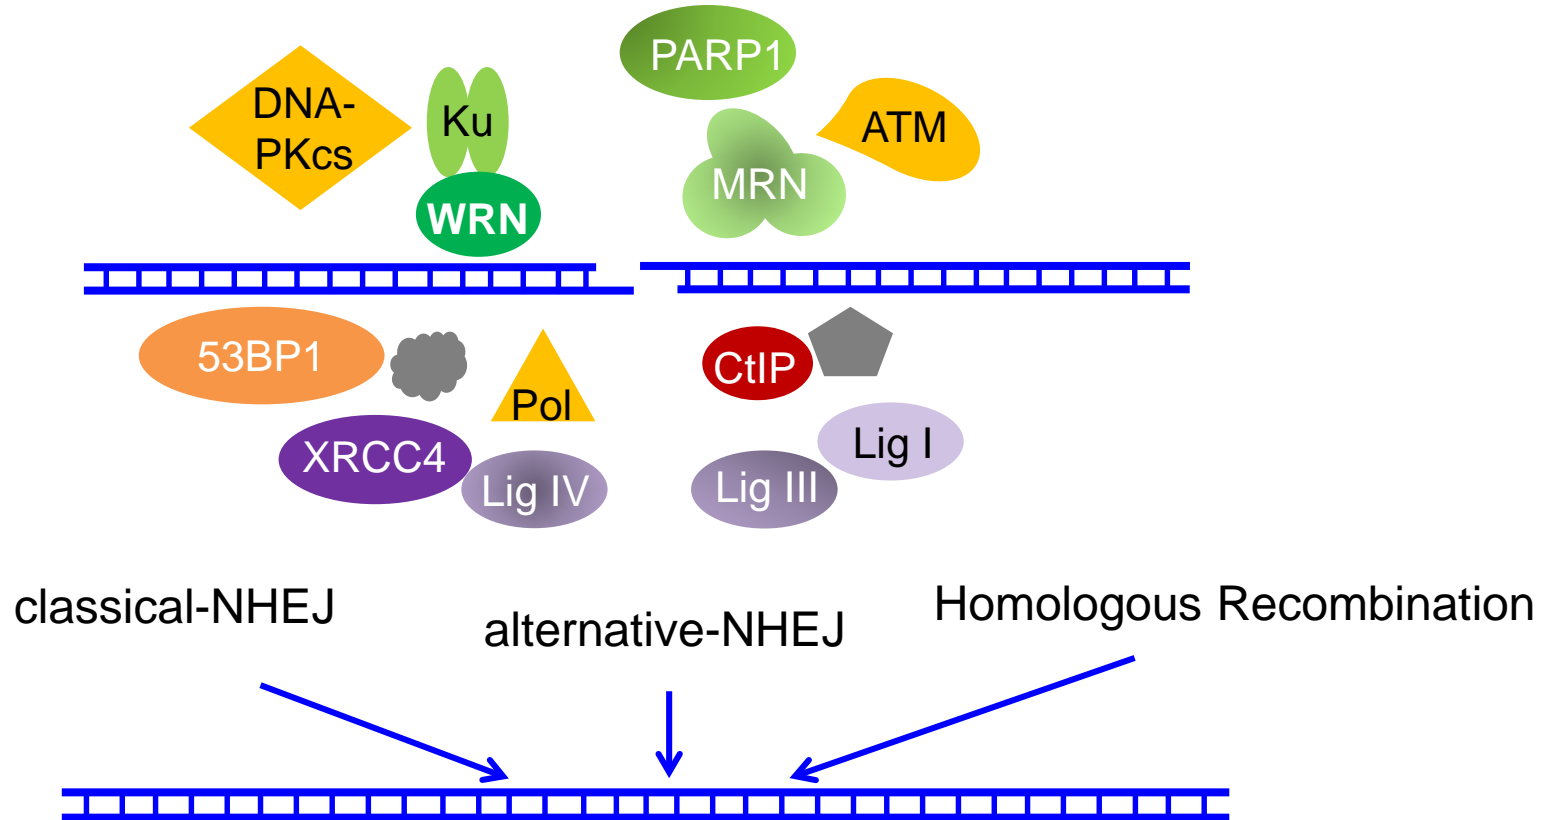 PARP1
DNA-
PKcs
Ku
ATM
MRN
WRN
53BP1
CtIP
Pol
XRCC4
Lig I
Lig IV
Lig III
classical-NHEJ
alternative-NHEJ
Homologous Recombination